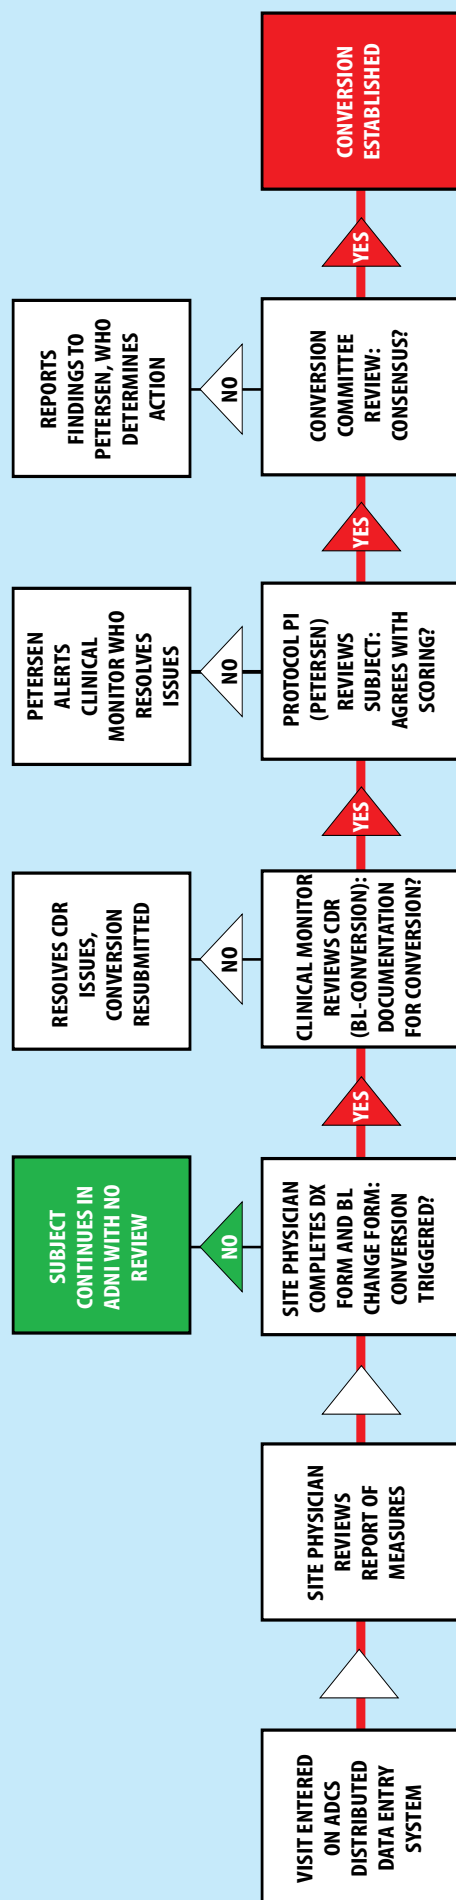 VISIT ENTERED
ON ADCS
DISTRIBUTED
DATA ENTRY
SYSTEM
SITE PHYSICIAN
REVIEWS
REPORT OF
MEASURES
SITE PHYSICIAN
COMPLETES DX
FORM AND BL
CHANGE FORM:
CONVERSION
TRIGGERED?
NO
SUBJECT
CONTINUES IN
ADNI WITH NO
REVIEW
YES
CLINICAL MONITOR
REVIEWS CDR
(BL-CONVERSION):
DOCUMENTATION
FOR CONVERSION?
NO
RESOLVES CDR
ISSUES,
CONVERSION
RESUBMITTED
YES
PROTOCOL PI
(PETERSEN)
REVIEWS
SUBJECT:
AGREES WITH
SCORING?
NO
PETERSEN
ALERTS
CLINICAL
MONITOR WHO
RESOLVES
ISSUES
YES
CONVERSION
COMMITTEE
REVIEW:
CONSENSUS?
NO
REPORTS
FINDINGS TO
PETERSEN, WHO
DETERMINES
ACTION
YES
CONVERSION
ESTABLISHED